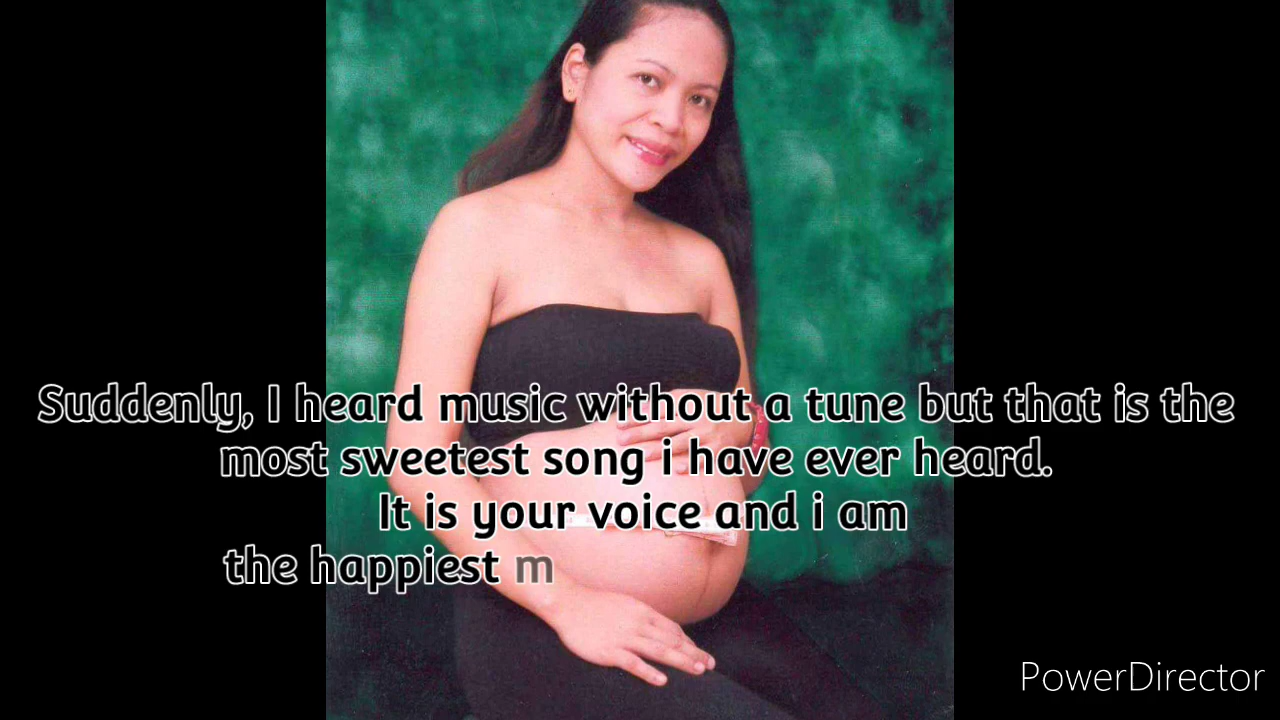 Suddenly, I heard music without a tune but that is the
most sweetest song i have ever heard.
It is your voice and i am
the happiest m
PowerDirector